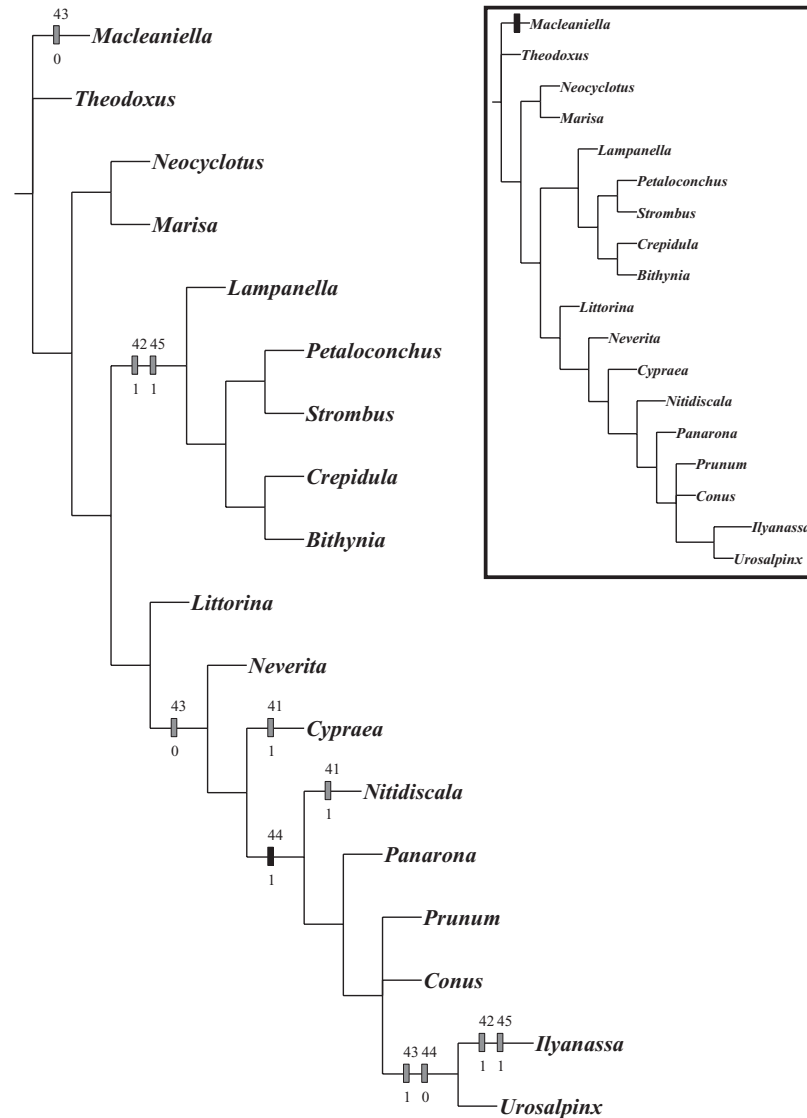 43
Macleaniella
0
Theodoxus
Neocyclotus
Marisa
Lampanella
42 45
1 1
Petaloconchus
Strombus
Crepidula
Bithynia
Littorina
Neverita
43
0
41
Cypraea
1
41
Nitidiscala
1
44
1
Panarona
Prunum
Conus
42 45
Ilyanassa
1 1
43 44
1 0
Urosalpinx
Macleaniella
Theodoxus
Neocyclotus
Marisa
Lampanella
Petaloconchus
Strombus
Crepidula
Bithynia
Littorina
Neverita
Cypraea
Nitidiscala
Panarona
Prunum
Conus
Ilyanassa
Urosalpinx